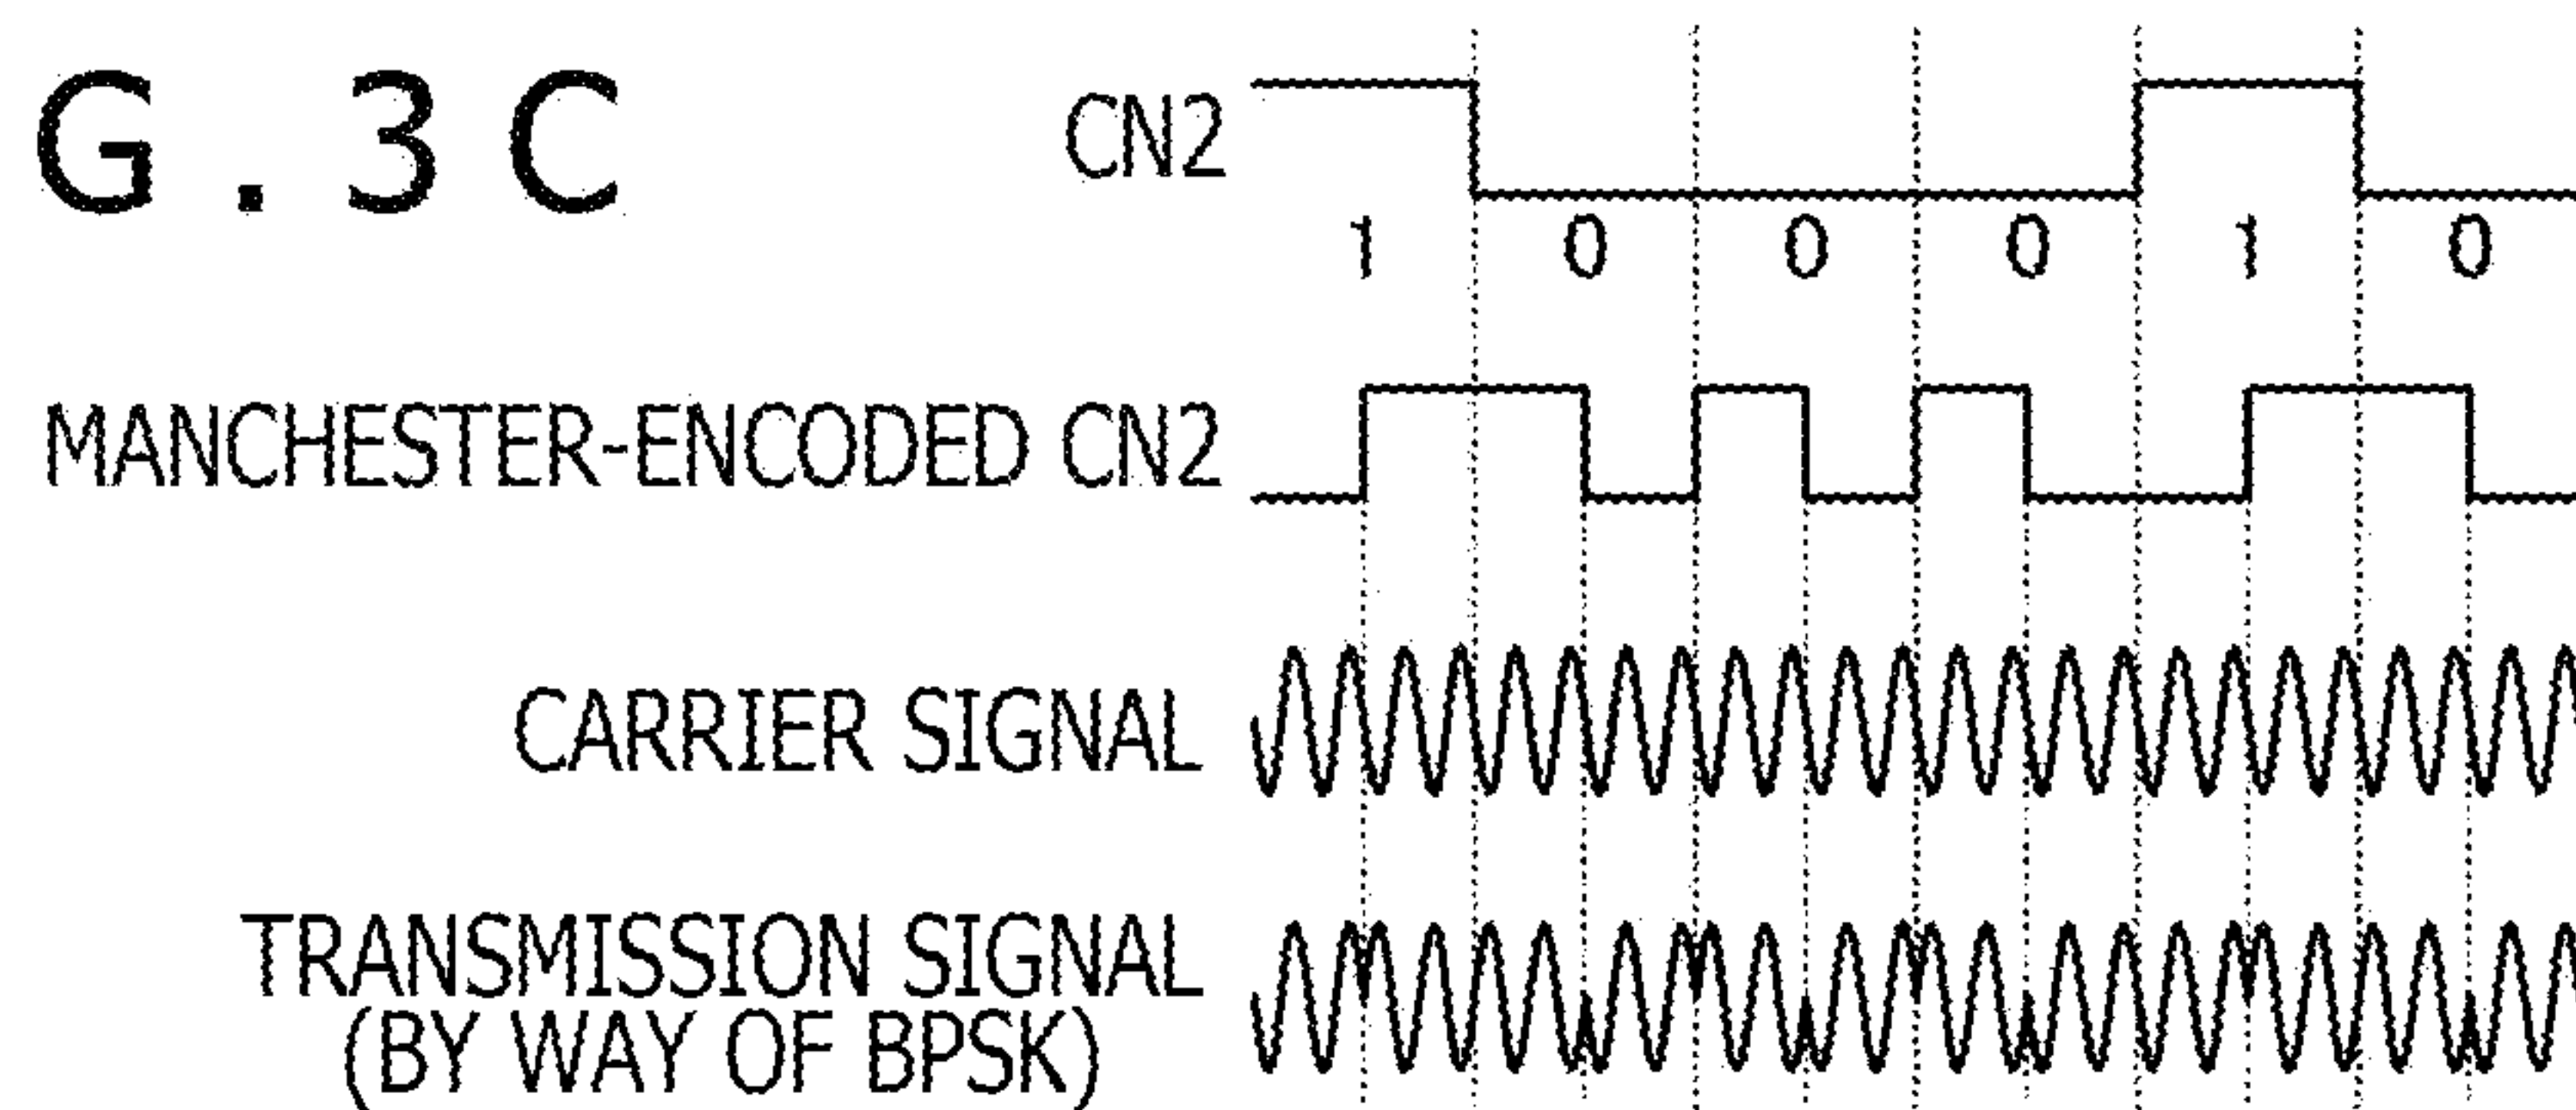 G.3C
CN2
1 0 0 0 1 0
MANCHESTER-ENCODED CN2
CARRIER SIGNAL
TRANSMISSION SIGNAL
(BY WAY OF BPSK)